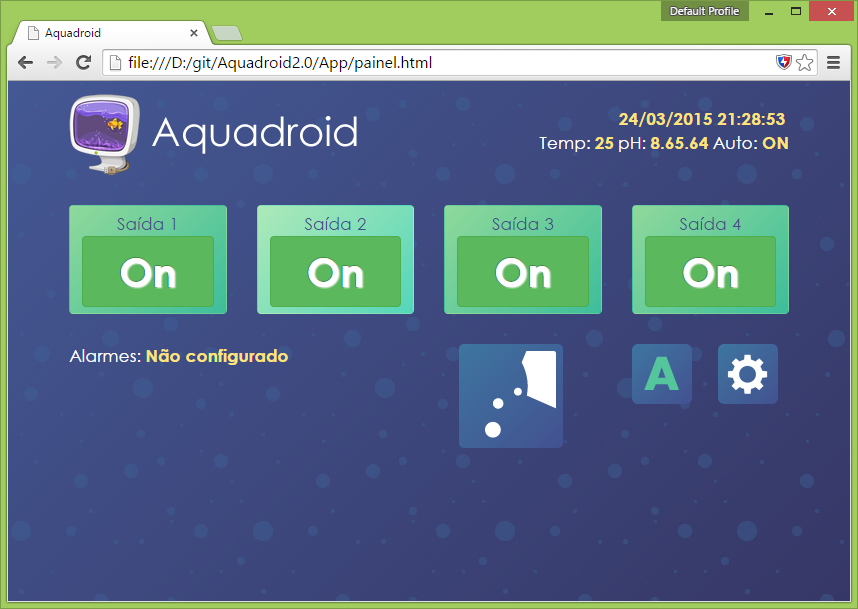 Default Profile
Aquadroid
file:///D:/git/Aquadroid2.0/App/painel.html
Aquadroid
24/03/2015 21:28:53
Temp: 25 pH: 8.65.64 Auto: ON
Saída 1 Saída 2 Saída 3 Saída 4
On On On On
Alarmes: Não configurado
A